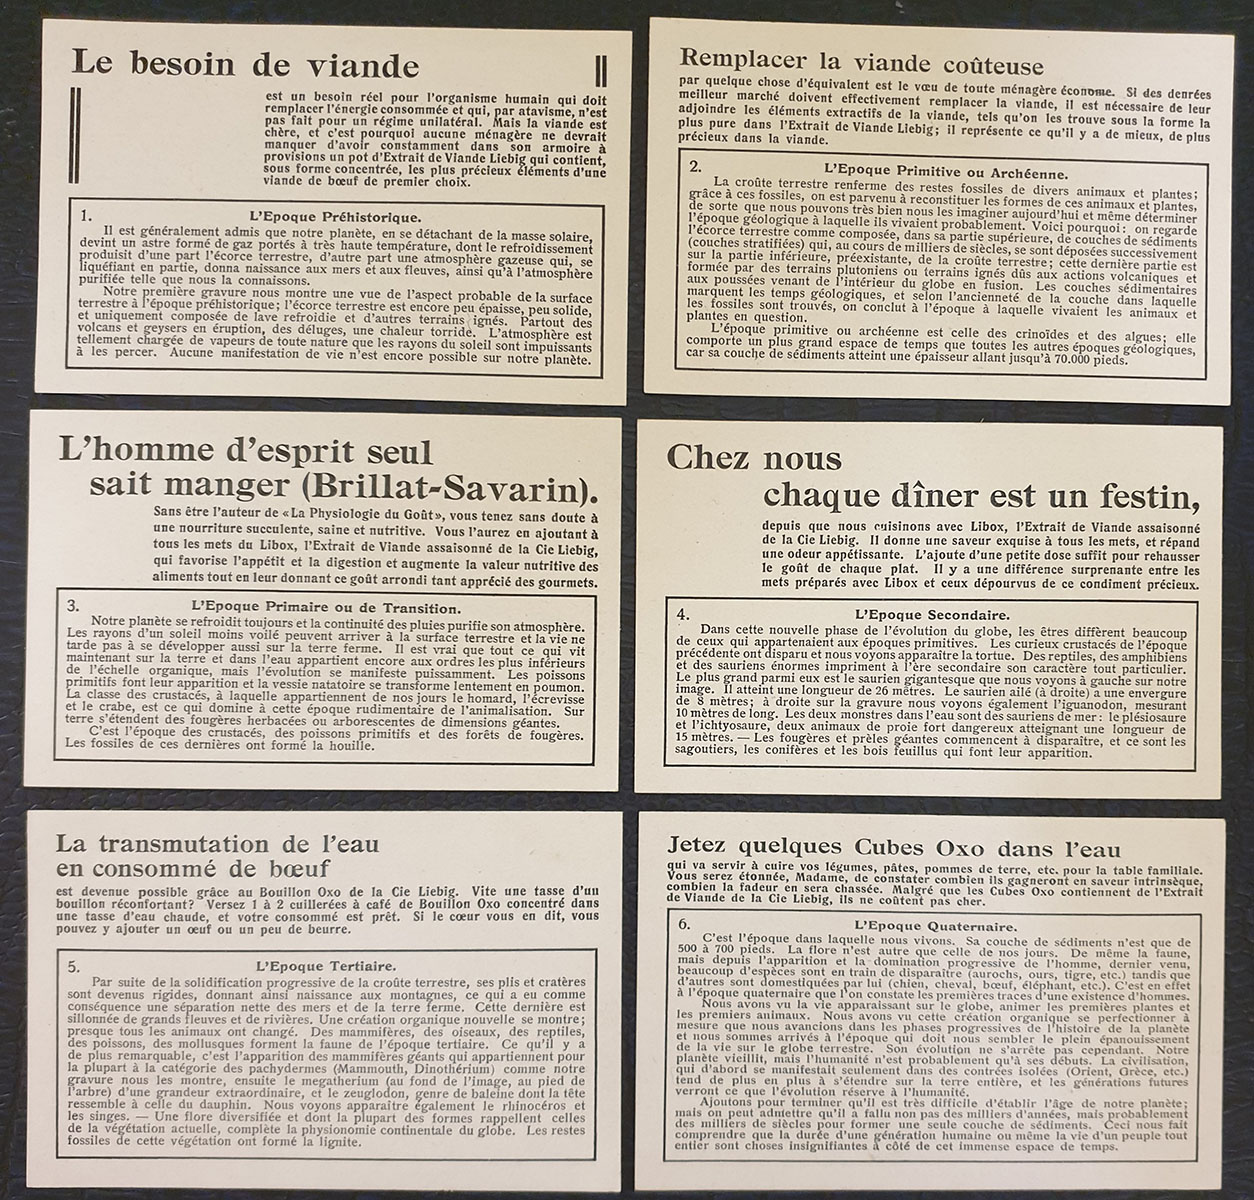 Le besoin de viande
est un besoin réel pour l'organisme humain qui doit
remplacer l'énergie consommée et qui, par atavisme, n'est
pas fait pour un régime unilatéral. Mais la viande est
chère, et c'est pourquoi aucune ménagère ne devrait
manquer d'avoir constamment dans son armoire à
provisions un pot d'Extrait de Viande Liebig qui contient,
sous forme concentrée, les plus précieux éléments d'une
viande de bœuf de premier choix.
1. L'Epoque Préhistorique.
Il est généralement admis que notre planète, en se détachant de la masse solaire,
devint un astre formé de gaz portés à très haute température, dont le refroidissement
produisit d'une part l'écorce terrestre, d'autre part une atmosphère gazeuse qui, se
liquéfiant en partie, donna naissance aux mers et aux fleuves, ainsi qu'à l'atmosphère
purifiée telle que nous la connaissons.
Notre première gravure nous montre une vue de l'aspect probable de la surface
terrestre à l'époque préhistorique; l'écorce terrestre est encore peu épaisse, peu solide,
et uniquement composée de lave refroidie et d'autres terrains ignés. Partout des
volcans et geysers en éruption, des déluges, une chaleur torride. L'atmosphère est
tellement chargée de vapeurs de toute nature que les rayons du soleil sont impuissants
à les percer. Aucune manifestation de vie n'est encore possible sur notre planète.
Remplacer la viande coûteuse
par quelque chose d'équivalent est le vœu de toute ménagère économe. Si des denrées
meilleur marché doivent effectivement remplacer la viande, il est nécessaire de leur
adjoindre les éléments extractifs de la viande, tels qu'on les trouve sous la forme la
plus pure dans l'Extrait de Viande Liebig; il représente ce qu'il y a de mieux, de plus
précieux dans la viande.
2. L'Epoque Primitive ou Archéenne.
La croûte terrestre renferme des restes fossiles de divers animaux et plantes;
grâce à ces fossiles, on est parvenu à reconstituer les formes de ces animaux et plantes,
de sorte que nous pouvons très bien nous les imaginer aujourd'hui et même déterminer
l'époque géologique à laquelle ils vivaient probablement. Voici pourquoi: on regarde
l'écorce terrestre comme composée, dans sa partie supérieure, de couches de sédiments
(couches stratifiées) qui, au cours de milliers de siècles, se sont déposées successivement
sur la partie inférieure, préexistante, de la croûte terrestre; cette dernière partie est
formée par des terrains plutoniens ou terrains ignés dûs aux actions volcaniques et
aux poussées venant de l'intérieur du globe en fusion. Les couches sédimentaires
marquent les temps géologiques, et selon l'ancienneté de la couche dans laquelle
les fossiles sont trouvés, on conclut à l'époque à laquelle vivaient les animaux et
plantes en question.
L'époque primitive ou archéenne est celle des crinoïdes et des algues; elle
comporte un plus grand espace de temps que toutes les autres époques géologiques,
car sa couche de sédiments atteint une épaisseur allant jusqu'à 70.000 pieds.
L'homme d'esprit seul
sait manger (Brillat-Savarin).
Sans être l'auteur de «La Physiologie du Goût», vous tenez sans doute à
une nourriture succulente, saine et nutritive. Vous l'aurez en ajoutant à
tous les mets du Libox, l'Extrait de Viande assaisonné de la Cie Liebig,
qui favorise l'appétit et la digestion et augmente la valeur nutritive des
aliments tout en leur donnant ce goût arrondi tant apprécié des gourmets.
3. L'Epoque Primaire ou de Transition.
Notre planète se refroidit toujours et la continuité des pluies purifie son atmosphère.
Les rayons d'un soleil moins voilé peuvent arriver à la surface terrestre et la vie ne
tarde pas à se développer aussi sur la terre ferme. Il est vrai que tout ce qui vit
maintenant sur la terre et dans l'eau appartient encore aux ordres les plus inférieurs
de l'échelle organique, mais l'évolution se manifeste puissamment. Les poissons
primitifs font leur apparition et la vessie natatoire se transforme lentement en poumon.
La classe des crustacés, à laquelle appartiennent de nos jours le homard, l'écrevisse
et le crabe, est ce qui domine à cette époque rudimentaire de l'animalisation. Sur
terre s'étendent des fougères herbacées ou arborescentes de dimensions géantes.
C'est l'époque des crustacés, des poissons primitifs et des forêts de fougères.
Les fossiles de ces dernières ont formé la houille.
Chez nous
chaque dîner est un festin,
depuis que nous cuisinons avec Libox, l'Extrait de Viande assaisonné
de la Cie Liebig. Il donne une saveur exquise à tous les mets, et répand
une odeur appétissante. L'ajoute d'une petite dose suffit pour rehausser
le goût de chaque plat. Il y a une différence surprenante entre les
mets préparés avec Libox et ceux dépourvus de ce condiment précieux.
4. L'Epoque Secondaire.
Dans cette nouvelle phase de l'évolution du globe, les êtres diffèrent beaucoup
de ceux qui appartenaient aux époques primitives. Les curieux crustacés de l'époque
précédente ont disparu et nous voyons apparaître la tortue. Des reptiles, des amphibiens
et des sauriens énormes impriment à l'ère secondaire son caractère tout particulier.
Le plus grand parmi eux est le saurien gigantesque que nous voyons à gauche sur notre
image. Il atteint une longueur de 26 mètres. Le saurien ailé (à droite) a une envergure
de 8 mètres; à droite sur la gravure nous voyons également l'iguanodon, mesurant
10 mètres de long. Les deux monstres dans l'eau sont des sauriens de mer: le plésiosaure
et l'ichtyosaure, deux animaux de proie fort dangereux atteignant une longueur de
15 mètres. — Les fougères et prèles géantes commencent à disparaître, et ce sont les
sagoutiers, les conifères et les bois feuillus qui font leur apparition.
La transmutation de l'eau
en consommé de bœuf
est devenue possible grâce au Bouillon Oxo de la Cie Liebig. Vite une tasse d'un
bouillon réconfortant? Versez 1 à 2 cuillerées à café de Bouillon Oxo concentré dans
une tasse d'eau chaude, et votre consommé est prêt. Si le cœur vous en dit, vous
pouvez y ajouter un œuf ou un peu de beurre.
5. L'Epoque Tertiaire.
Par suite de la solidification progressive de la croûte terrestre, ses plis et cratères
sont devenus rigides, donnant ainsi naissance aux montagnes, ce qui a eu comme
conséquence une séparation nette des mers et de la terre ferme. Cette dernière est
sillonnée de grands fleuves et de rivières. Une création organique nouvelle se montre;
presque tous les animaux ont changé. Des mammifères, des oiseaux, des reptiles,
des poissons, des mollusques forment la faune de l'époque tertiaire. Ce qu'il y a
de plus remarquable, c'est l'apparition des mammifères géants qui appartiennent pour
la plupart à la catégorie des pachydermes (Mammouth, Dinothérium) comme notre
gravure nous les montre, ensuite le megatherium (au fond de l'image, au pied de
l'arbre) d'une grandeur extraordinaire, et le zeuglodon, genre de baleine dont la tête
ressemble à celle du dauphin. Nous voyons apparaître également le rhinocéros et
les singes. — Une flore diversifiée et dont la plupart des formes rappellent celles
de la végétation actuelle, complète la physionomie continentale du globe. Les restes
fossiles de cette végétation ont formé la lignite.
Jetez quelques Cubes Oxo dans l'eau
qui va servir à cuire vos légumes, pâtes, pommes de terre, etc. pour la table familiale.
Vous serez étonnée, Madame, de constater combien ils gagneront en saveur intrinsèque,
combien la fadeur en sera chassée. Malgré que les Cubes Oxo contiennent de l'Extrait
de Viande de la Cie Liebig, ils ne coûtent pas cher.
6. L'Epoque Quaternaire.
C'est l'époque dans laquelle nous vivons. Sa couche de sédiments n'est que de
500 à 700 pieds. La flore n'est autre que celle de nos jours. De même la faune,
mais depuis l'apparition et la domination progressive de l'homme, dernier venu,
beaucoup d'espèces sont en train de disparaître (aurochs, ours, tigre, etc.) tandis que
d'autres sont domestiquées par lui (chien, cheval, bœuf, éléphant, etc.). C'est en effet
à l'époque quaternaire que l'on constate les premières traces d'une existence d'hommes.
Nous avons vu la vie apparaissant sur le globe, animer les premières plantes et
les premiers animaux. Nous avons vu cette création organique se perfectionner à
mesure que nous avancions dans les phases progressives de l'histoire de la planète
et nous sommes arrivés à l'époque qui doit nous sembler le plein épanouissement
de la vie sur le globe terrestre. Son évolution ne s'arrête pas cependant. Notre
planète vieillit, mais l'humanité n'est probablement qu'à ses débuts. La civilisation,
qui d'abord se manifestait seulement dans des contrées isolées (Orient, Grèce, etc.)
tend de plus en plus à s'étendre sur la terre entière, et les générations futures
verront ce que l'évolution réserve à l'humanité.
Ajoutons pour terminer qu'il est très difficile d'établir l'âge de notre planète;
mais on peut admettre qu'il a fallu non pas des milliers d'années, mais probablement
des milliers de siècles pour former une seule couche de sédiments. Ceci nous fait
comprendre que la durée d'une génération humaine ou même la vie d'un peuple tout
entier sont choses insignifiantes à côté de cet immense espace de temps.